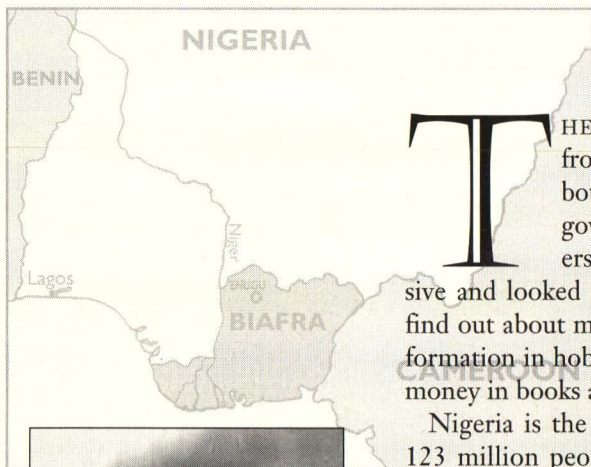 NIGERIA
BENIN
Niger
Lagos
ENUGU
BIAFRA
CAMEROON
THE
fro
bot
gov
ers
sive and looked
find out about m
formation in hob
money in books a
Nigeria is the
123 million peo